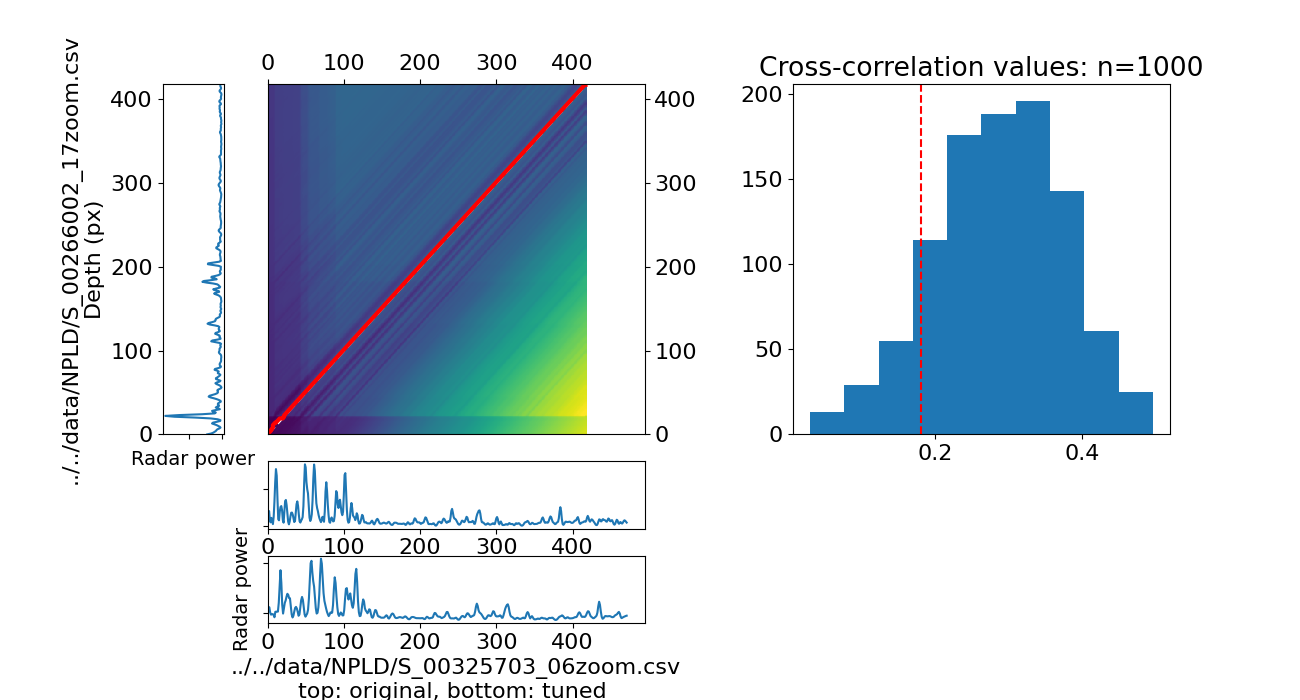 ../../data/NPLD/S_00266002_17zoom.csv
Depth (px)
0 100 200 300 400
400 400
300 300
200 200
100 100
0 0
Radar power
Cross-correlation values: n=1000
200
150
100
50
0
0.2 0.4
0 100 200 300 400
Radar power
0 100 200 300 400
../../data/NPLD/S_00325703_06zoom.csv
top: original, bottom: tuned